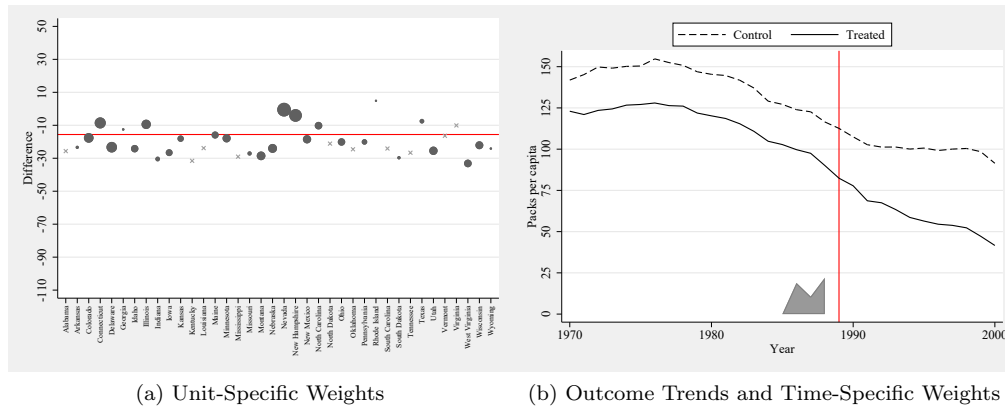 Control
Treated
50
30
10
-10
-30
-50
-70
-90
-110
Difference
Alabama
Arkansas
Colorado
Connecticut
Delaware
Georgia
Idaho
Illinois
Indiana
Iowa
Kansas
Kentucky
Louisiana
Maine
Minnesota
Mississippi
Missouri
Montana
Nebraska
Nevada
New Hampshire
New Mexico
North Carolina
North Dakota
Ohio
Oklahoma
Pennsylvania
Rhode Island
South Carolina
South Dakota
Tennessee
Texas
Utah
Vermont
Virginia
West Virginia
Wisconsin
Wyoming
150
125
100
75
50
25
0
Packs per capita
1970
1980
1990
2000
Year
(a) Unit-Specific Weights
(b) Outcome Trends and Time-Specific Weights